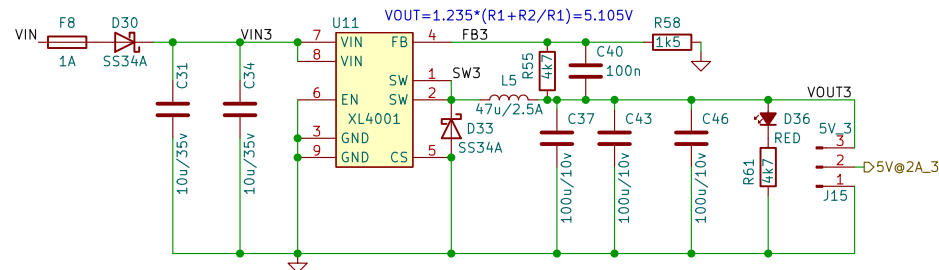 VOUT=1.235*(R1+R2/R1)=5.105V
VIN
F8
1A
D30
SS34A
VIN3
U11
7 VIN
8 VIN
6 EN
3 GND
9 GND
XL4001
FB 4
SW 1
SW 2
CS 5
FB3
SW3
R58
1k5
R55
4k7
C40
100n
L5
47u/2.5A
C31
10u/35v
C34
10u/35v
D33
SS34A
C37
100u/10v
C43
100u/10v
C46
100u/10v
D36
RED
R61
4k7
VOUT3
5V_3
3
2
1
J15
5V@2A_3